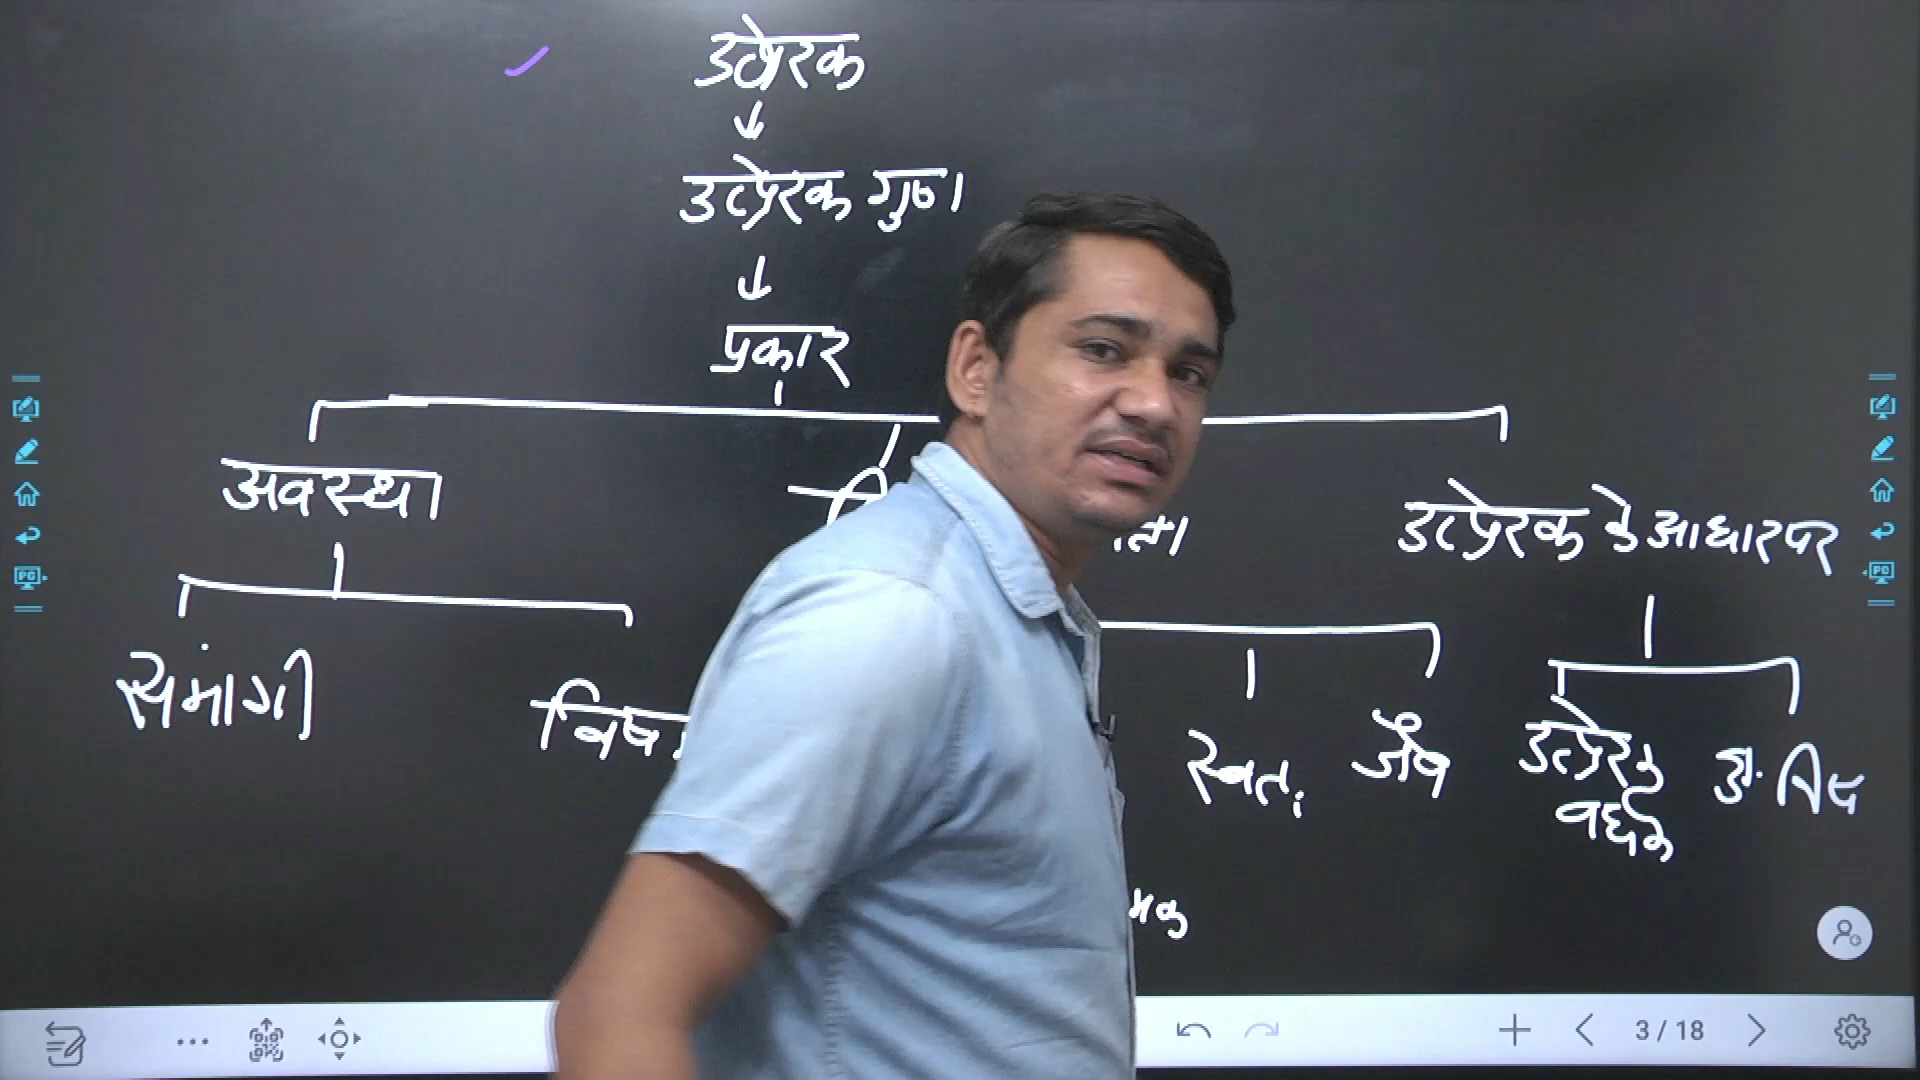 उत्प्रेरक
उत्प्रेरक गुण
प्रकार
अवस्था
उत्प्रेरक के आधार पर
समांगी
स्वतः जैव
उत्प्रेरक
वर्द्धक
3 / 18